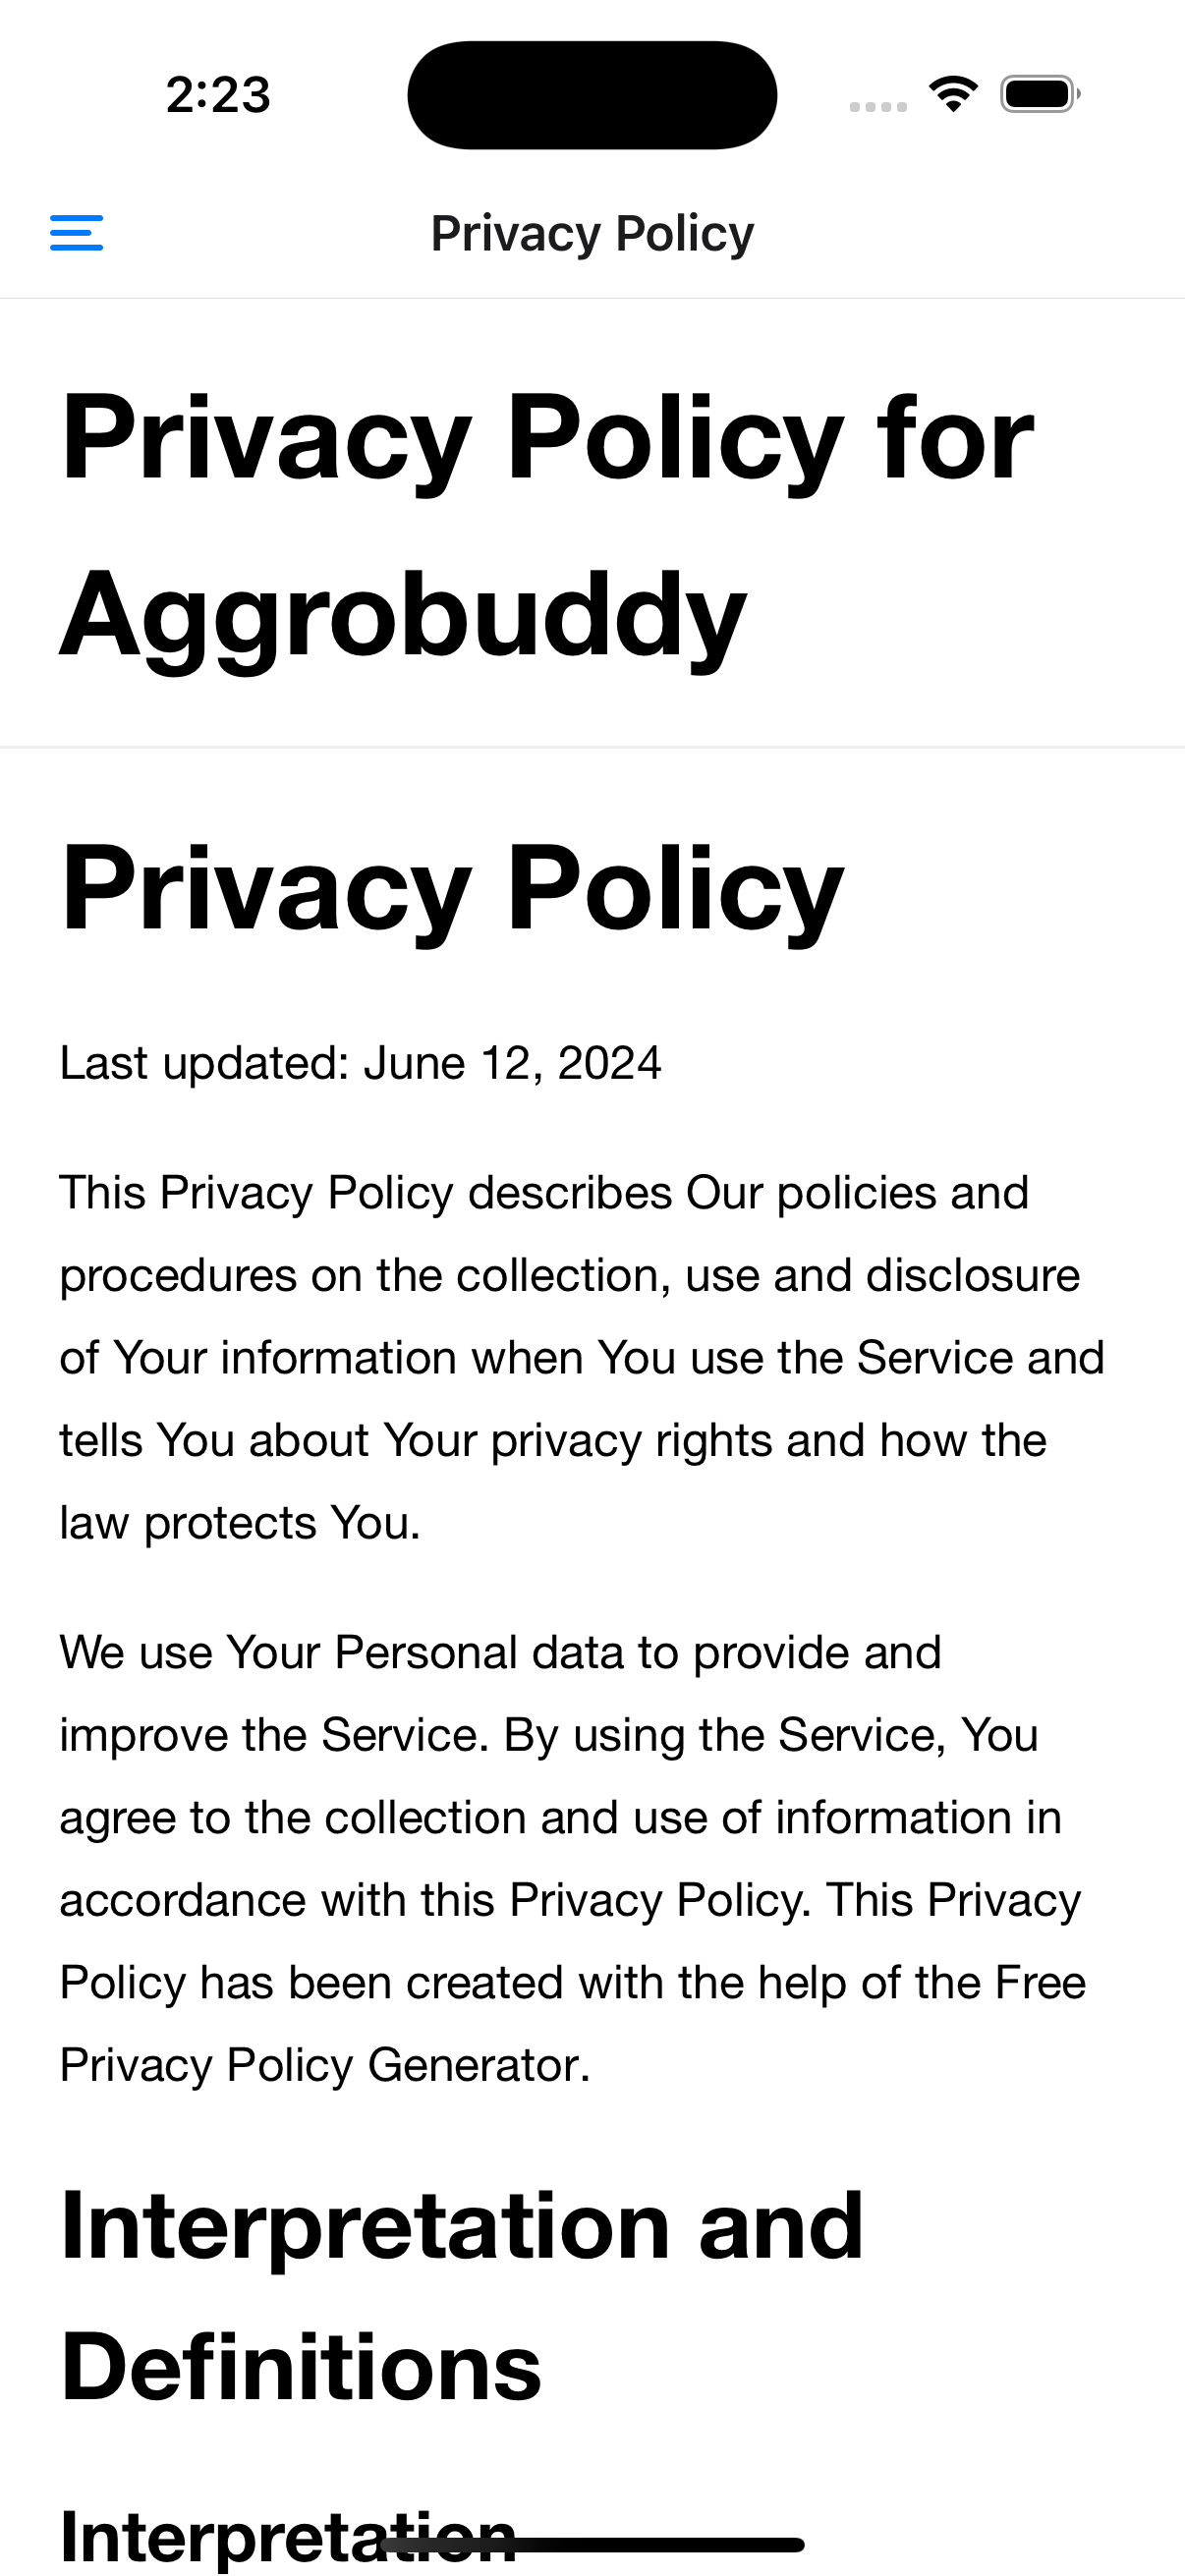 2:23
Privacy Policy
Privacy Policy for
Aggrobuddy
Privacy Policy
Last updated: June 12, 2024
This Privacy Policy describes Our policies and
procedures on the collection, use and disclosure
of Your information when You use the Service and
tells You about Your privacy rights and how the
law protects You.
We use Your Personal data to provide and
improve the Service. By using the Service, You
agree to the collection and use of information in
accordance with this Privacy Policy. This Privacy
Policy has been created with the help of the Free
Privacy Policy Generator.
Interpretation and
Definitions
Interpretation